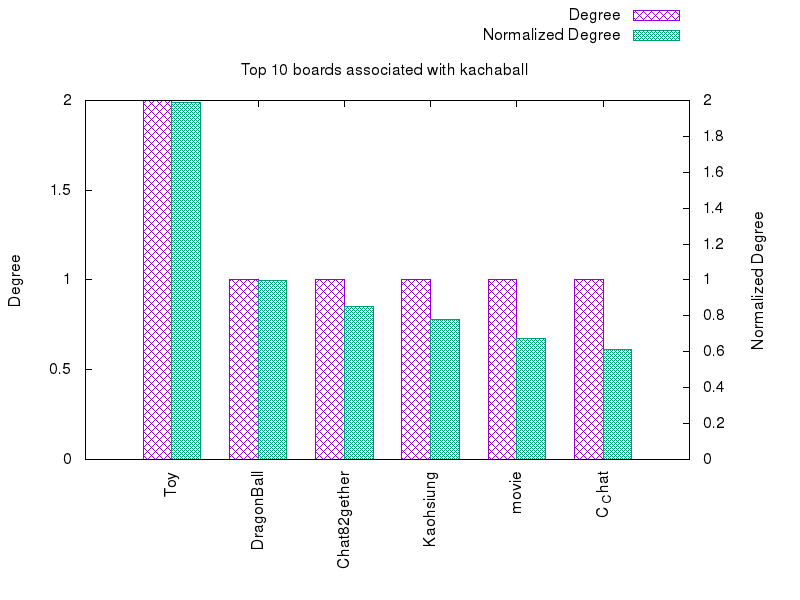 Degree
Normalized Degree
Top 10 boards associated with kachaball
2
1.5
1
0.5
0
2
1.8
1.6
1.4
1.2
1
0.8
0.6
0.4
0.2
0
Degree
Normalized Degree
Toy
DragonBall
Chat82gether
Kaohsiung
movie
C_Chat